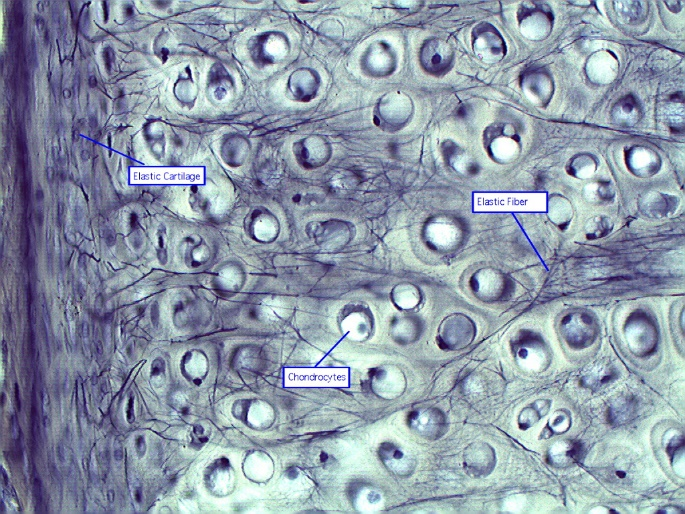 Elastic Cartilage
Elastic Fiber
Chondrocytes